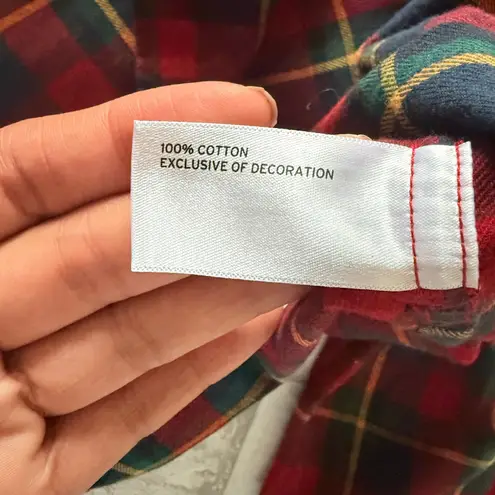 100% COTTON
EXCLUSIVE OF DECORATION